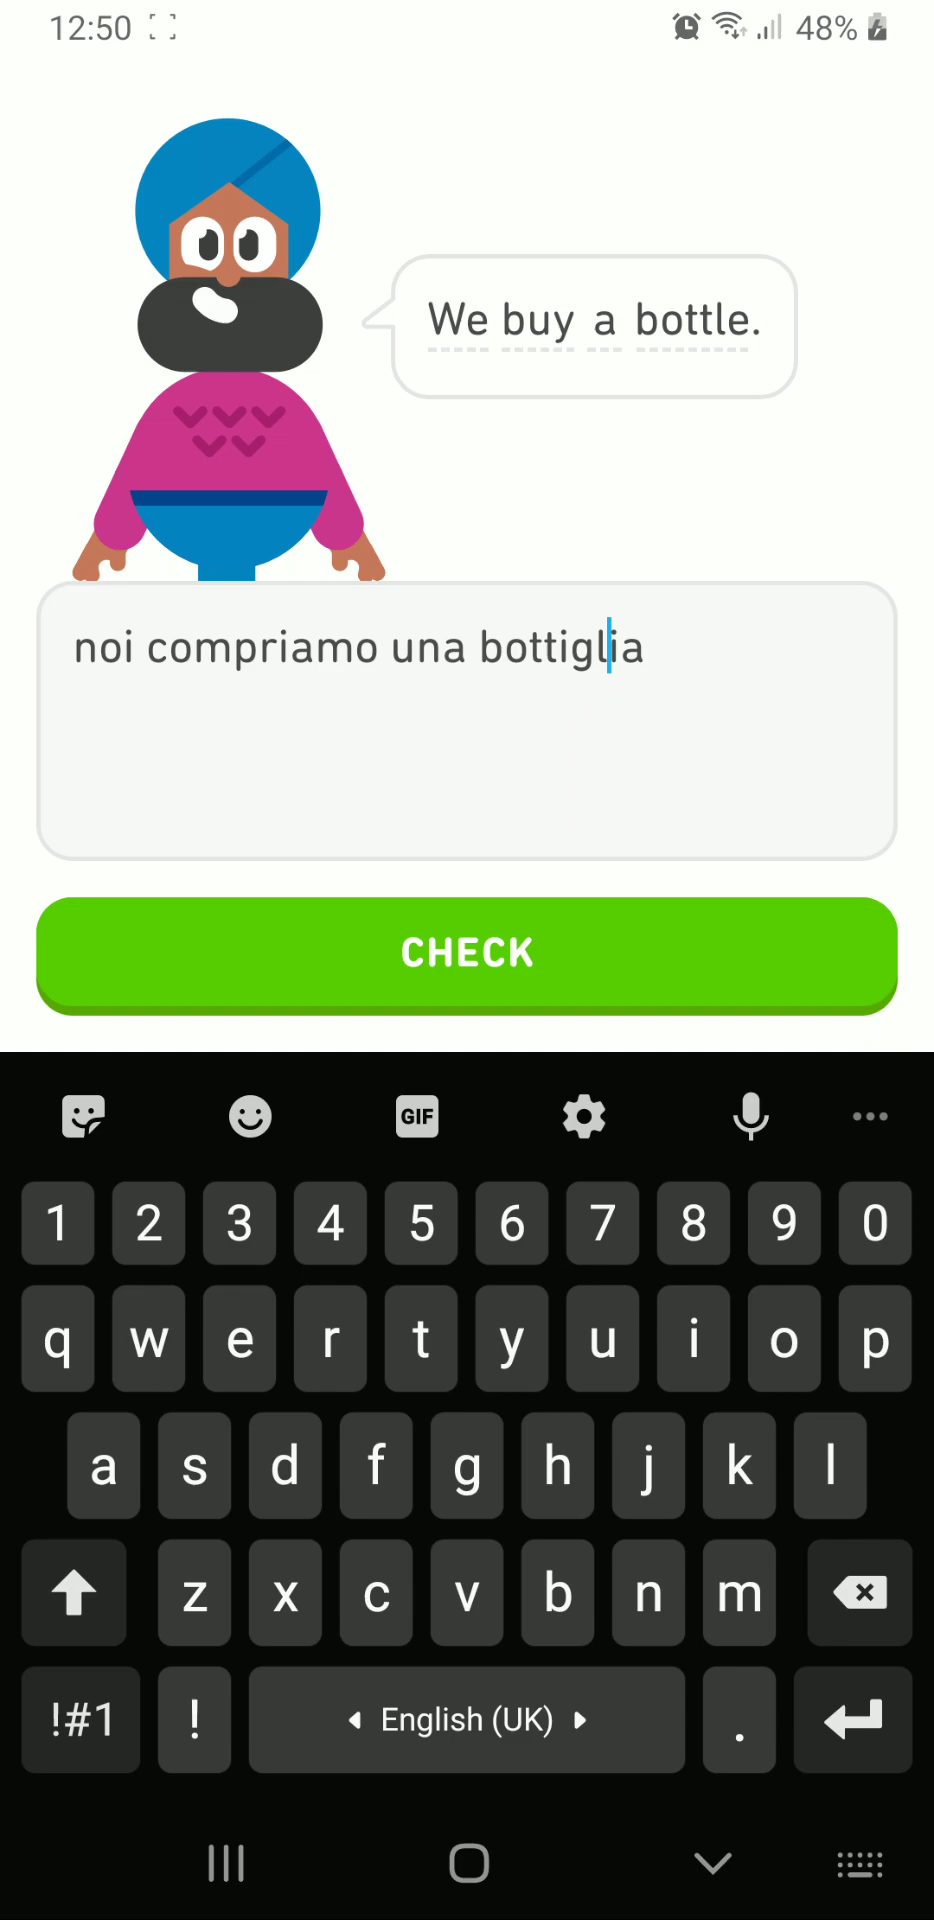 12:50 48%
We buy a bottle.
noi compriamo una bottiglia
CHECK
GIF
1 2 3 4 5 6 7 8 9 0
q w e r t y u i o p
a s d f g h j k l
z x c v b n m
!#1 ! English (UK) .